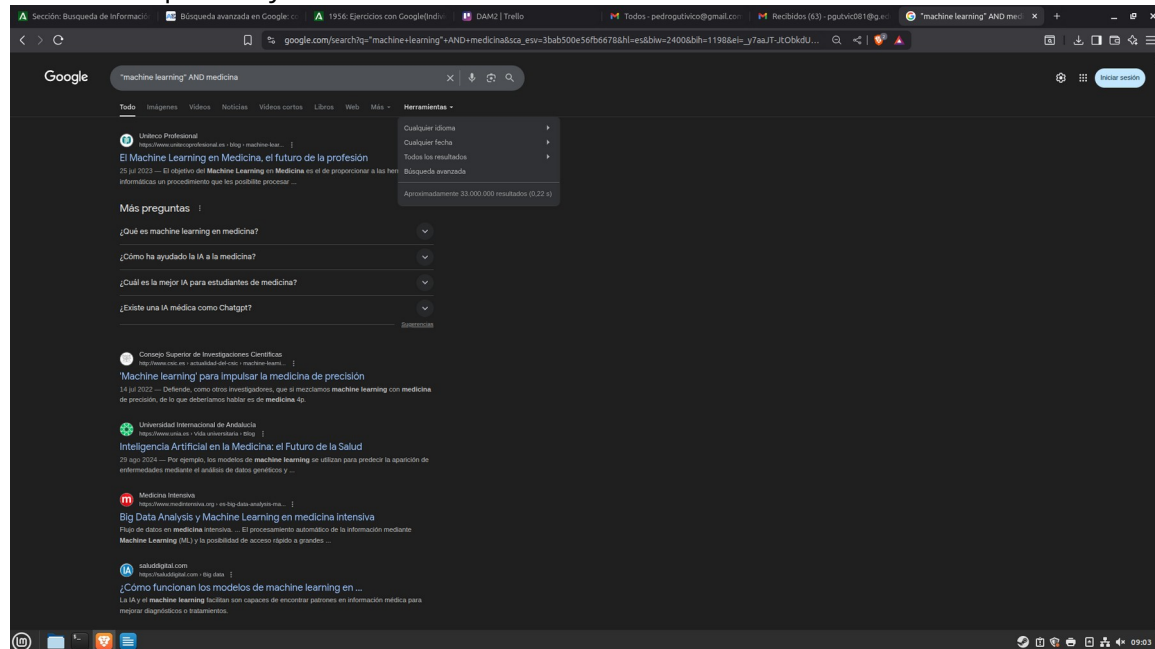 Sección: Busqueda de Informació
Búsqueda avanzada en Google: c
1956: Ejercicios con Google(Indivi
DAM2 | Trello
Todos - pedrogutivico@gmail.com
Recibidos (63) - pgutvic081@g.ed
"machine learning" AND med
google.com/search?q="machine+learning"+AND+medicina&sca_esv=3bab500e56fb6678&hl=es&biw=2400&bih=1198&ei=_y7aaJT-JtObkdU...
Google
"machine learning" AND medicina
Iniciar sesión
Todo Imágenes Vídeos Noticias Vídeos cortos Libros Web Más Herramientas
Cualquier idioma
Cualquier fecha
Todos los resultados
Búsqueda avanzada
Aproximadamente 33.000.000 resultados (0,22 s)
Uniteco Profesional
https://www.unitecoprofesional.es › blog › machine-lear...
El Machine Learning en Medicina, el futuro de la profesión
25 jul 2023 — El objetivo del Machine Learning en Medicina es el de proporcionar a las her
informáticas un procedimiento que les posibilite procesar ...
Más preguntas
¿Qué es machine learning en medicina?
¿Cómo ha ayudado la IA a la medicina?
¿Cuál es la mejor IA para estudiantes de medicina?
¿Existe una IA médica como Chatgpt?
Sugerencias
Consejo Superior de Investigaciones Científicas
http://www.csic.es › actualidad-del-csic › machine-learni...
'Machine learning' para impulsar la medicina de precisión
14 jul 2022 — Defiende, como otros investigadores, que si mezclamos machine learning con medicina
de precisión, de lo que deberíamos hablar es de medicina 4p.
Universidad Internacional de Andalucía
https://www.unia.es › Vida universitaria › Blog
Inteligencia Artificial en la Medicina: el Futuro de la Salud
29 ago 2024 — Por ejemplo, los modelos de machine learning se utilizan para predecir la aparición de
enfermedades mediante el análisis de datos genéticos y ...
Medicina Intensiva
https://www.medintensiva.org › es-big-data-analysis-ma...
Big Data Analysis y Machine Learning en medicina intensiva
Flujo de datos en medicina intensiva. ... El procesamiento automático de la información mediante
Machine Learning (ML) y la posibilidad de acceso rápido a grandes ...
saluddigital.com
https://saluddigital.com › Big data
¿Cómo funcionan los modelos de machine learning en ...
La IA y el machine learning facilitan son capaces de encontrar patrones en información médica para
mejorar diagnósticos o tratamientos.
09:03